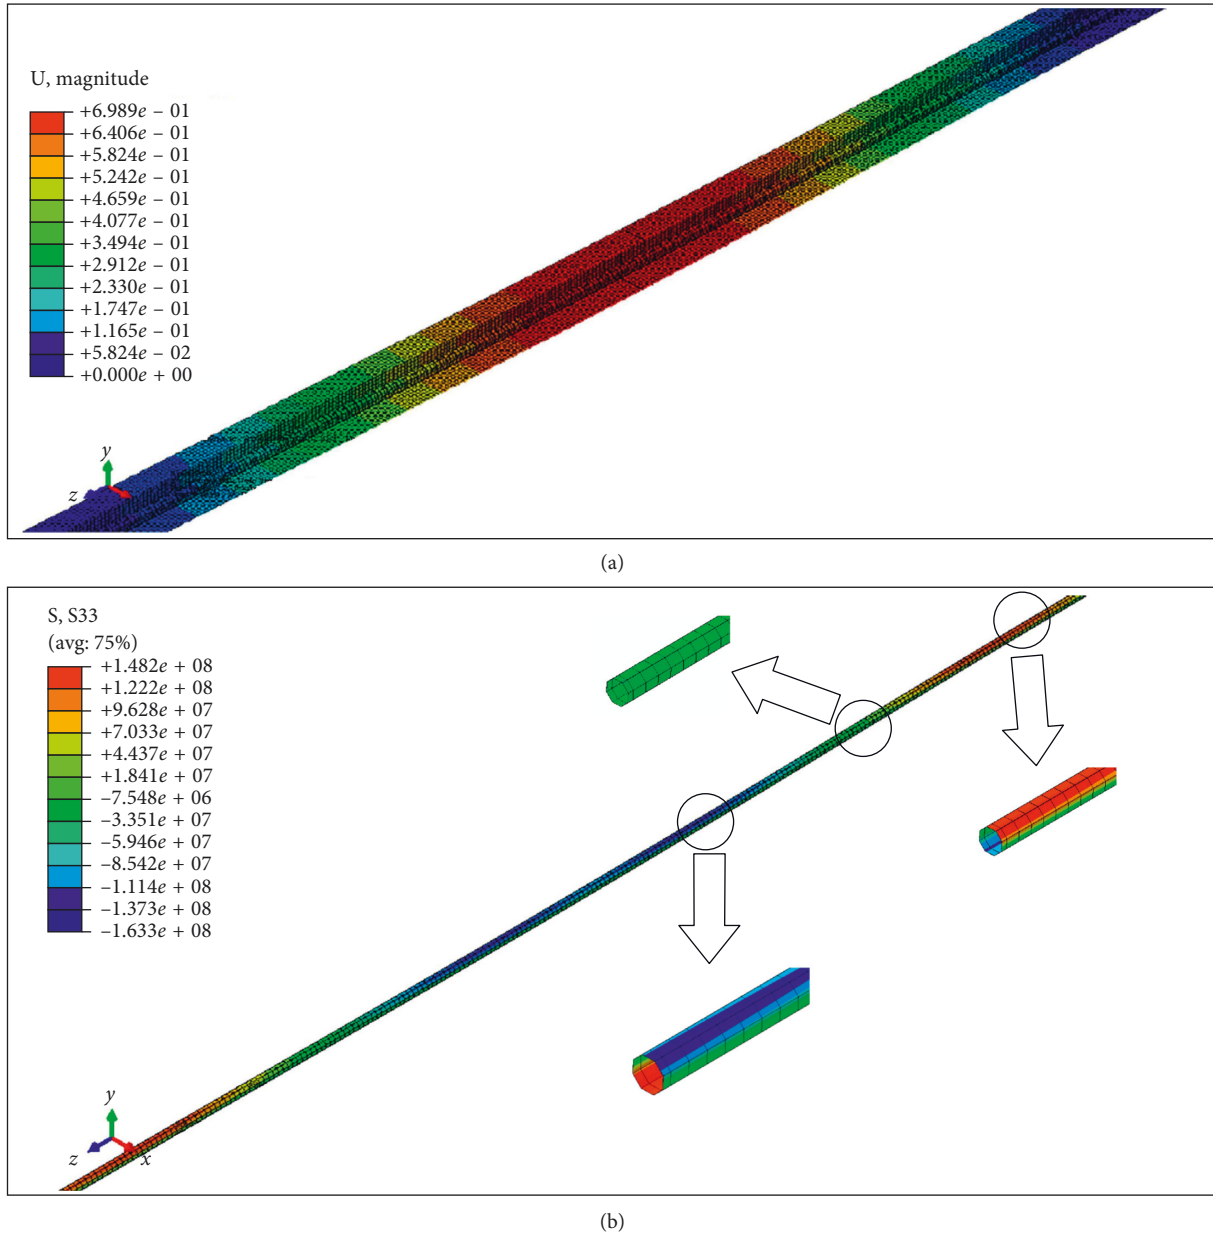 U, magnitude
+6.989e – 01
+6.406e – 01
+5.824e – 01
+5.242e – 01
+4.659e – 01
+4.077e – 01
+3.494e – 01
+2.912e – 01
+2.330e – 01
+1.747e – 01
+1.165e – 01
+5.824e – 02
+0.000e + 00
y
z
(a)
S, S33
(avg: 75%)
+1.482e + 08
+1.222e + 08
+9.628e + 07
+7.033e + 07
+4.437e + 07
+1.841e + 07
–7.548e + 06
–3.351e + 07
–5.946e + 07
–8.542e + 07
–1.114e + 08
–1.373e + 08
–1.633e + 08
y
z x
(b)